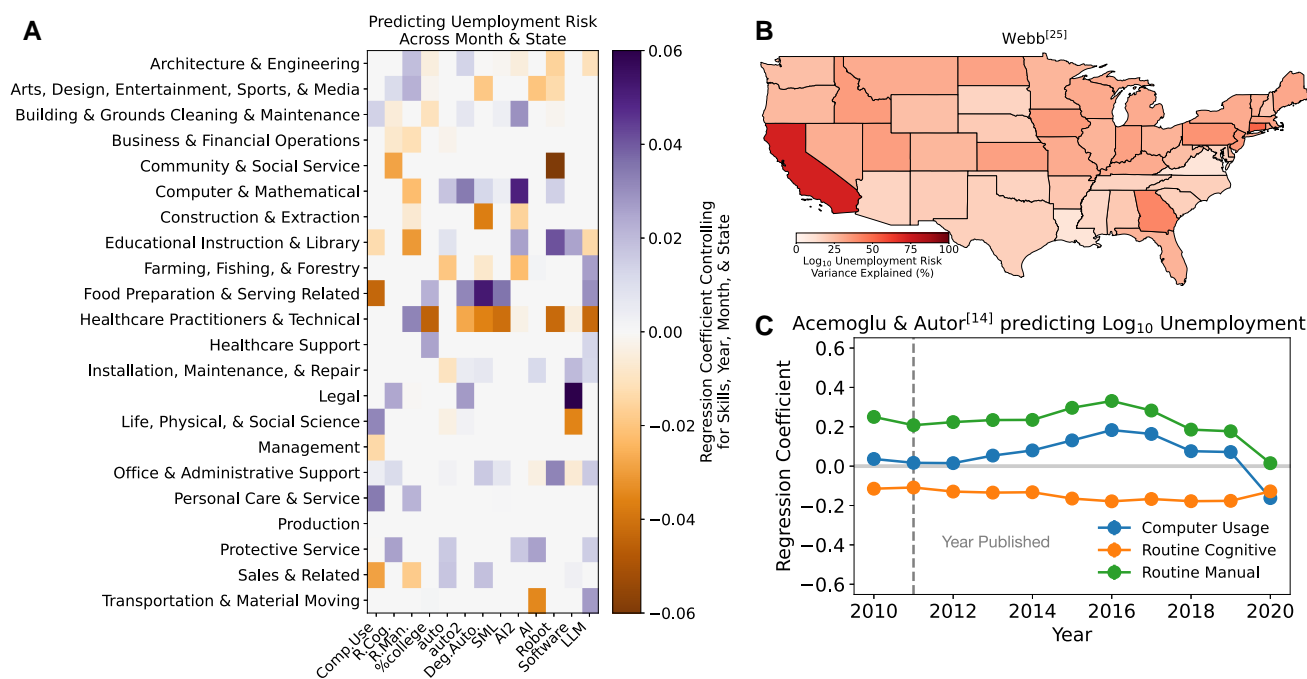 A
Predicting Uemployment Risk
Across Month & State
Architecture & Engineering
Arts, Design, Entertainment, Sports, & Media
Building & Grounds Cleaning & Maintenance
Business & Financial Operations
Community & Social Service
Computer & Mathematical
Construction & Extraction
Educational Instruction & Library
Farming, Fishing, & Forestry
Food Preparation & Serving Related
Healthcare Practitioners & Technical
Healthcare Support
Installation, Maintenance, & Repair
Legal
Life, Physical, & Social Science
Management
Office & Administrative Support
Personal Care & Service
Production
Protective Service
Sales & Related
Transportation & Material Moving
Comp.Use
R.Cog.
R.Man.
%college
auto
auto2
Deg.Auto.
SML
AI2
AI
Robot
Software
LLM
0.06
0.04
0.02
0.00
−0.02
−0.04
−0.06
Regression Coefficient Controlling
for Skills, Year, Month, & State
B
Webb[25]
0 25 50 75 100
Log10 Unemployment Risk
Variance Explained (%)
C
Acemoglu & Autor[14] predicting Log10 Unemployment
Regression Coefficient
0.6
0.4
0.2
0.0
−0.2
−0.4
−0.6
Year Published
Computer Usage
Routine Cognitive
Routine Manual
2010 2012 2014 2016 2018 2020
Year